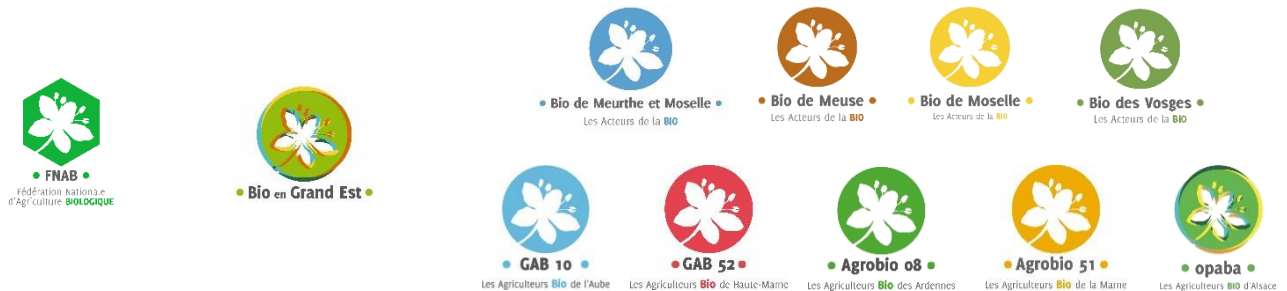 • FNAB •
Fédération Nationale
d'Agriculture BIOLOGIQUE
• Bio en Grand Est •
• Bio de Meurthe et Moselle •
Les Acteurs de la BIO
• Bio de Meuse •
Les Acteurs de la BIO
• Bio de Moselle •
Les Acteurs de la BIO
• Bio des Vosges •
Les Acteurs de la BIO
• GAB 10 •
Les Agriculteurs Bio de l'Aube
• GAB 52 •
Les Agriculteurs Bio de Haute-Marne
• Agrobio 08 •
Les Agriculteurs Bio des Ardennes
• Agrobio 51 •
Les Agriculteurs Bio de la Marne
• opaba •
Les Agriculteurs BIO d'Alsace